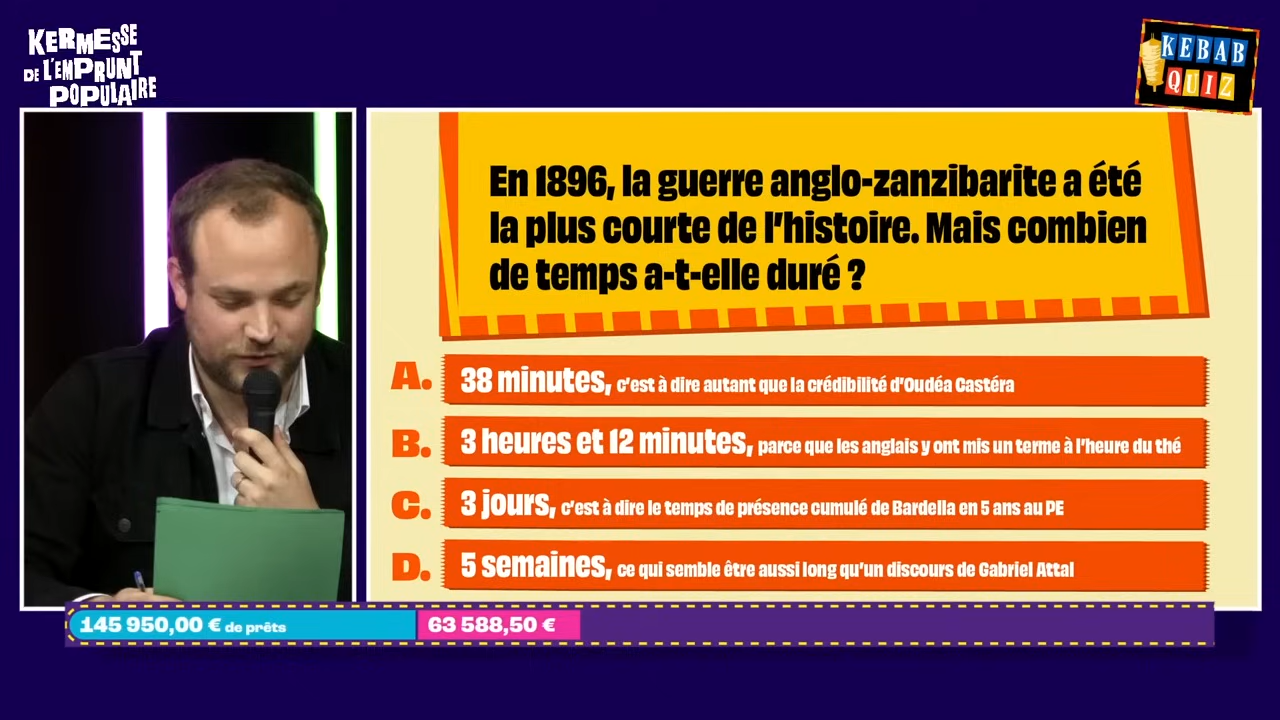 KERMESSE
DE L'EMPRUNT
POPULAIRE
KEBAB
QUIZ
En 1896, la guerre anglo-zanzibarite a été
la plus courte de l'histoire. Mais combien
de temps a-t-elle duré ?
A. 38 minutes, c'est à dire autant que la crédibilité d'Oudéa Castéra
B. 3 heures et 12 minutes, parce que les anglais y ont mis un terme à l'heure du thé
C. 3 jours, c'est à dire le temps de présence cumulé de Bardella en 5 ans au PE
D. 5 semaines, ce qui semble être aussi long qu'un discours de Gabriel Attal
145 950,00 € de prêts 63 588,50 €